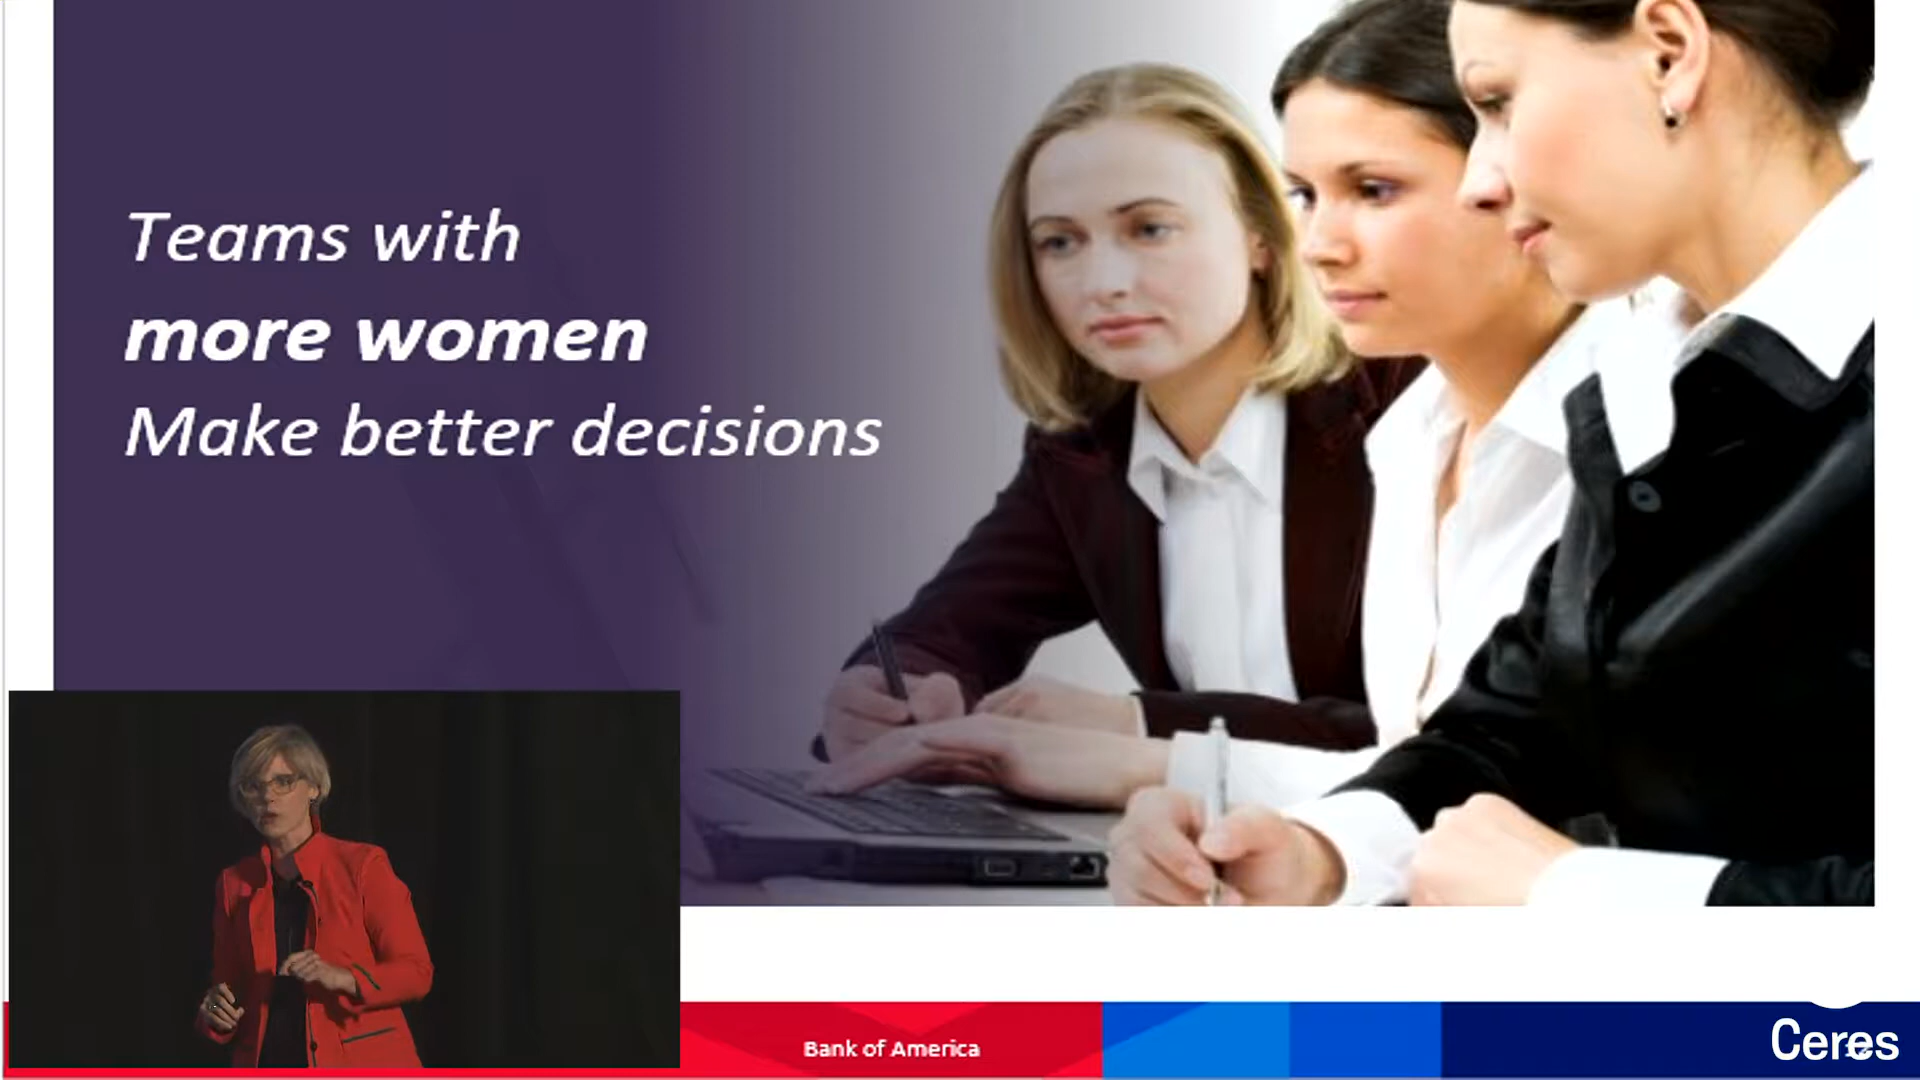 Teams with
more women
Make better decisions
Bank of America
Ceres